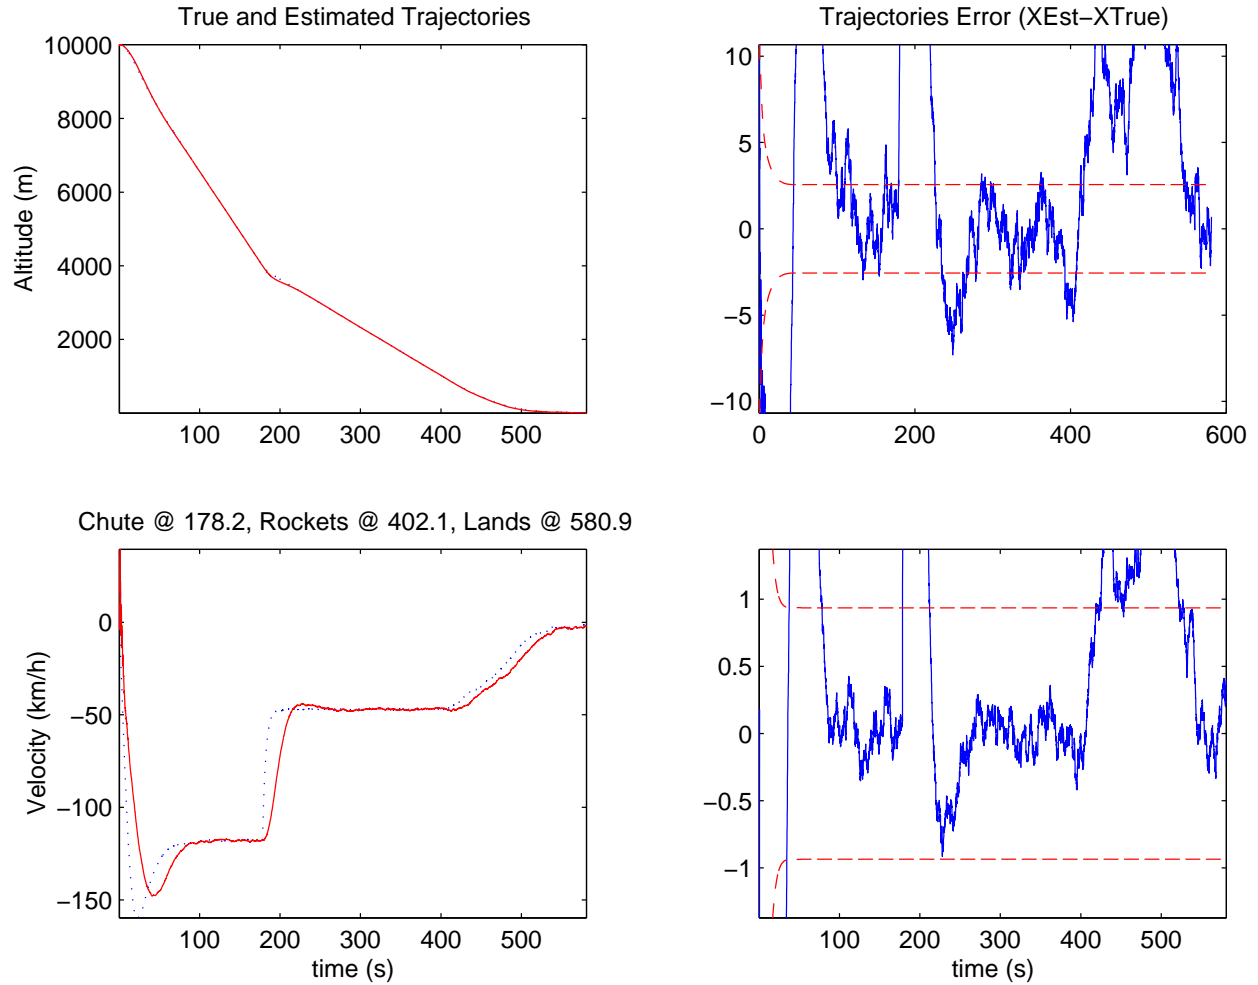 True and Estimated Trajectories
10000
8000
6000
4000
2000
Altitude (m)
100 200 300 400 500
Trajectories Error (XEst−XTrue)
10
5
0
−5
−10
0 200 400 600
Chute @ 178.2, Rockets @ 402.1, Lands @ 580.9
0
−50
−100
−150
Velocity (km/h)
100 200 300 400 500
time (s)
1
0.5
0
−0.5
−1
100 200 300 400 500
time (s)